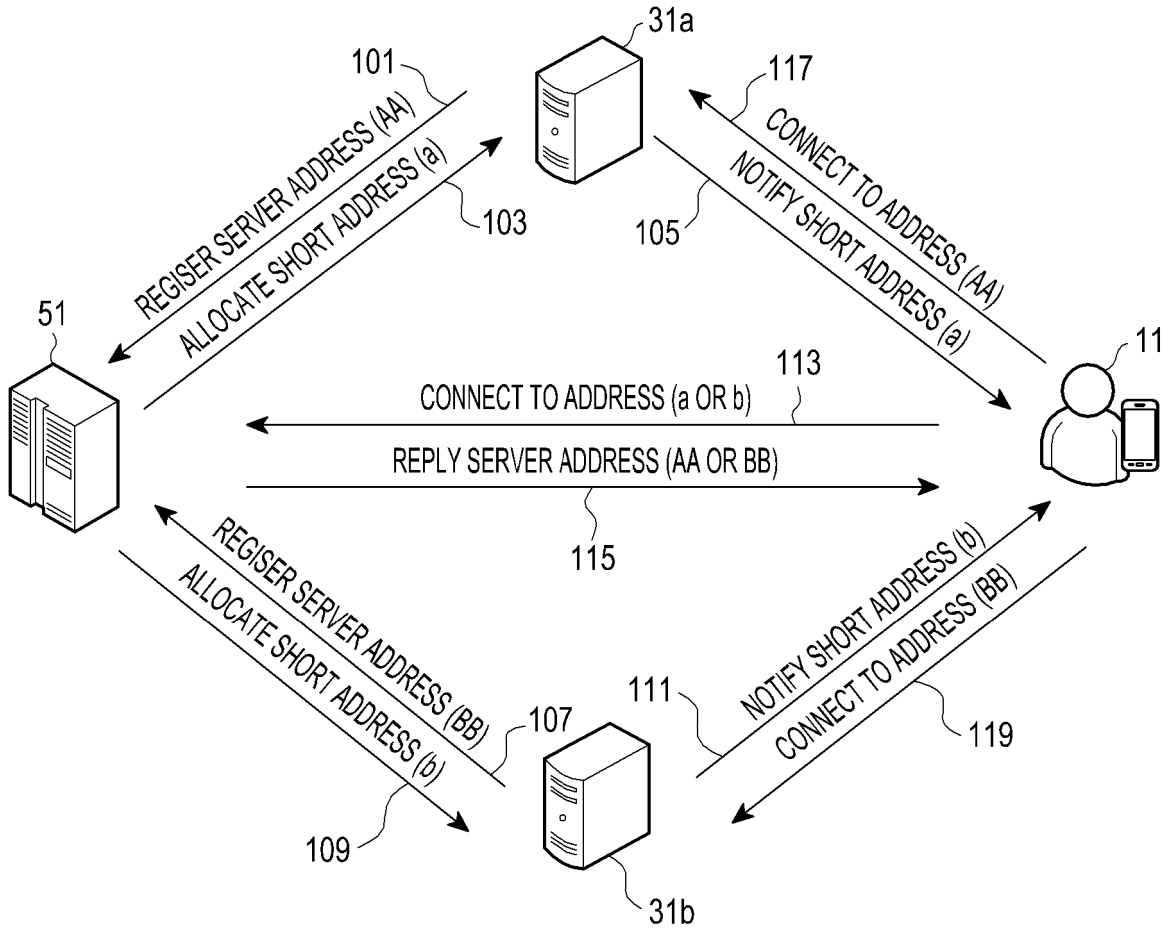 31a
101
117
REGISER SERVER ADDRESS (AA)
ALLOCATE SHORT ADDRESS (a)
103
CONNECT TO ADDRESS (AA)
NOTIFY SHORT ADDRESS (a)
105
51
11
113
CONNECT TO ADDRESS (a OR b)
REPLY SERVER ADDRESS (AA OR BB)
115
REGISER SERVER ADDRESS (BB)
ALLOCATE SHORT ADDRESS (b)
107
109
NOTIFY SHORT ADDRESS (b)
CONNECT TO ADDRESS (BB)
111
119
31b